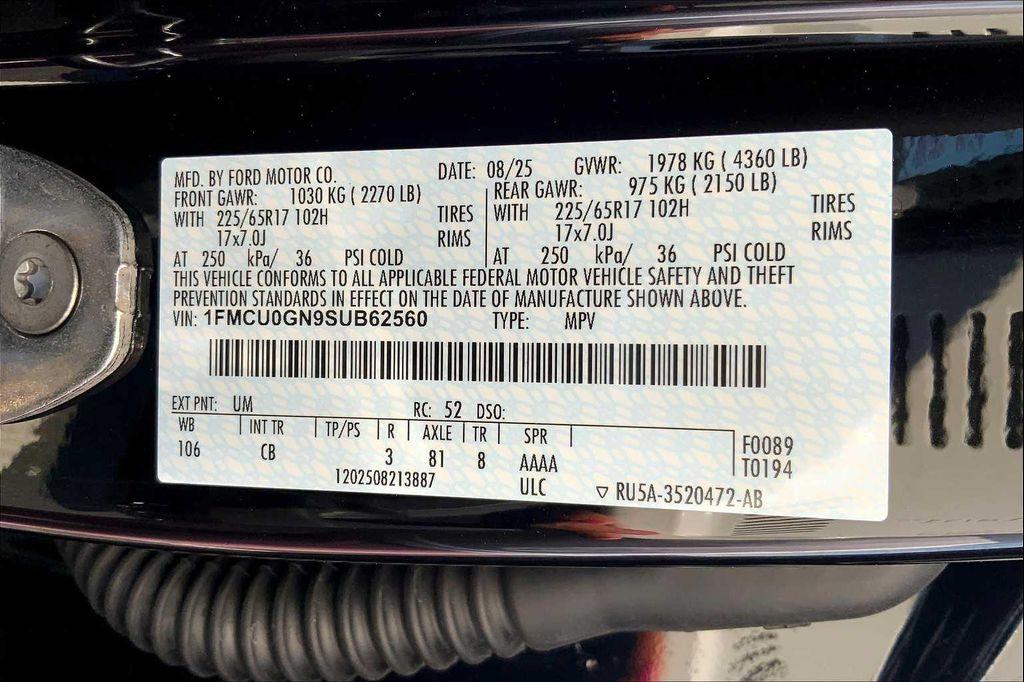 MFD. BY FORD MOTOR CO. DATE: 08/25 GVWR: 1978 KG ( 4360 LB)
FRONT GAWR: 1030 KG ( 2270 LB) REAR GAWR: 975 KG ( 2150 LB)
WITH 225/65R17 102H TIRES WITH 225/65R17 102H TIRES
17x7.0J RIMS 17x7.0J RIMS
AT 250 kPa/ 36 PSI COLD AT 250 kPa/ 36 PSI COLD
THIS VEHICLE CONFORMS TO ALL APPLICABLE FEDERAL MOTOR VEHICLE SAFETY AND THEFT
PREVENTION STANDARDS IN EFFECT ON THE DATE OF MANUFACTURE SHOWN ABOVE.
VIN: 1FMCU0GN9SUB62560 TYPE: MPV
EXT PNT: UM RC: 52 DSO:
WB INT TR TP/PS R AXLE TR SPR F0089
106 CB 3 81 8 AAAA T0194
1202508213887 ULC ▽ RU5A-3520472-AB